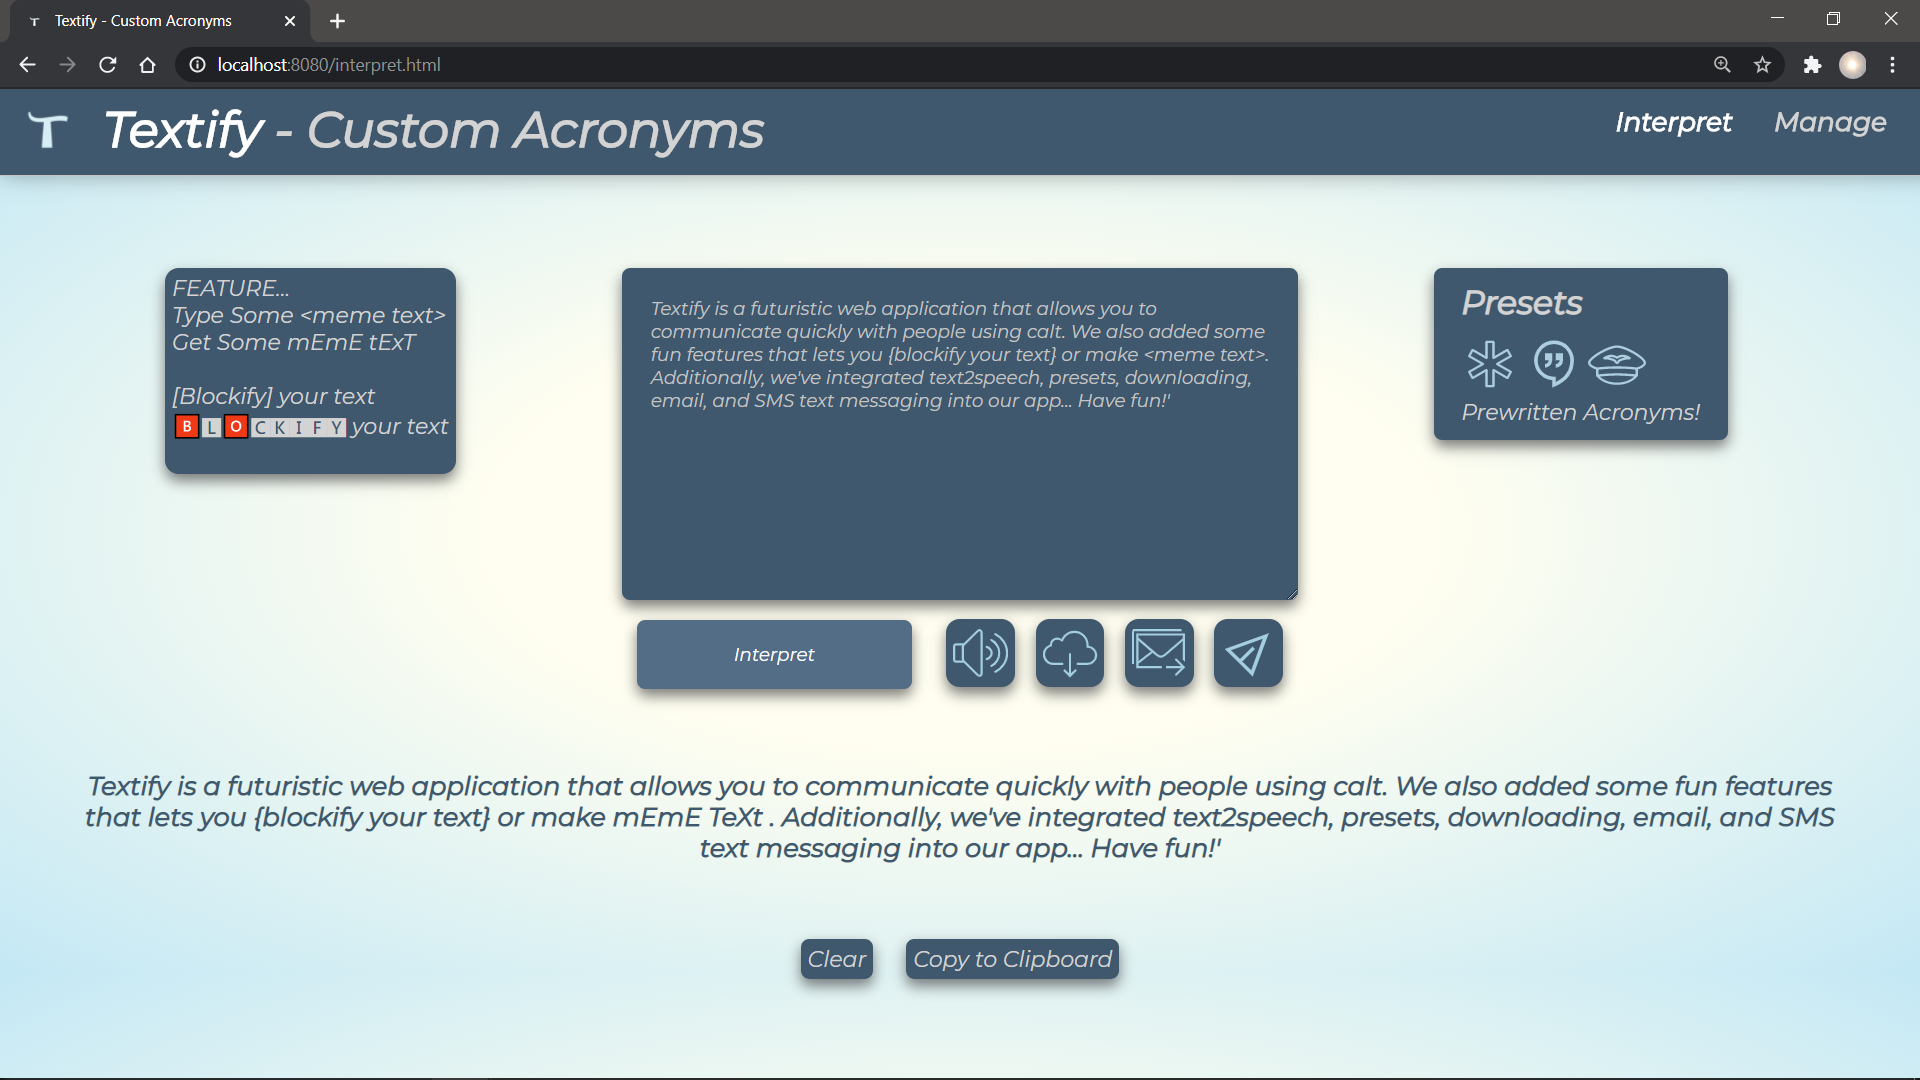 Textify - Custom Acronyms
localhost:8080/interpret.html
Textify - Custom Acronyms
Interpret
Manage
FEATURE...
Type Some <meme text>
Get Some mEmE tExT
[Blockify] your text
BLOCKIFY your text
Textify is a futuristic web application that allows you to
communicate quickly with people using calt. We also added some
fun features that lets you {blockify your text} or make <meme text>.
Additionally, we've integrated text2speech, presets, downloading,
email, and SMS text messaging into our app... Have fun!'
Presets
Prewritten Acronyms!
Interpret
Textify is a futuristic web application that allows you to communicate quickly with people using calt. We also added some fun features
that lets you {blockify your text} or make mEmE TeXt . Additionally, we've integrated text2speech, presets, downloading, email, and SMS
text messaging into our app... Have fun!'
Clear
Copy to Clipboard